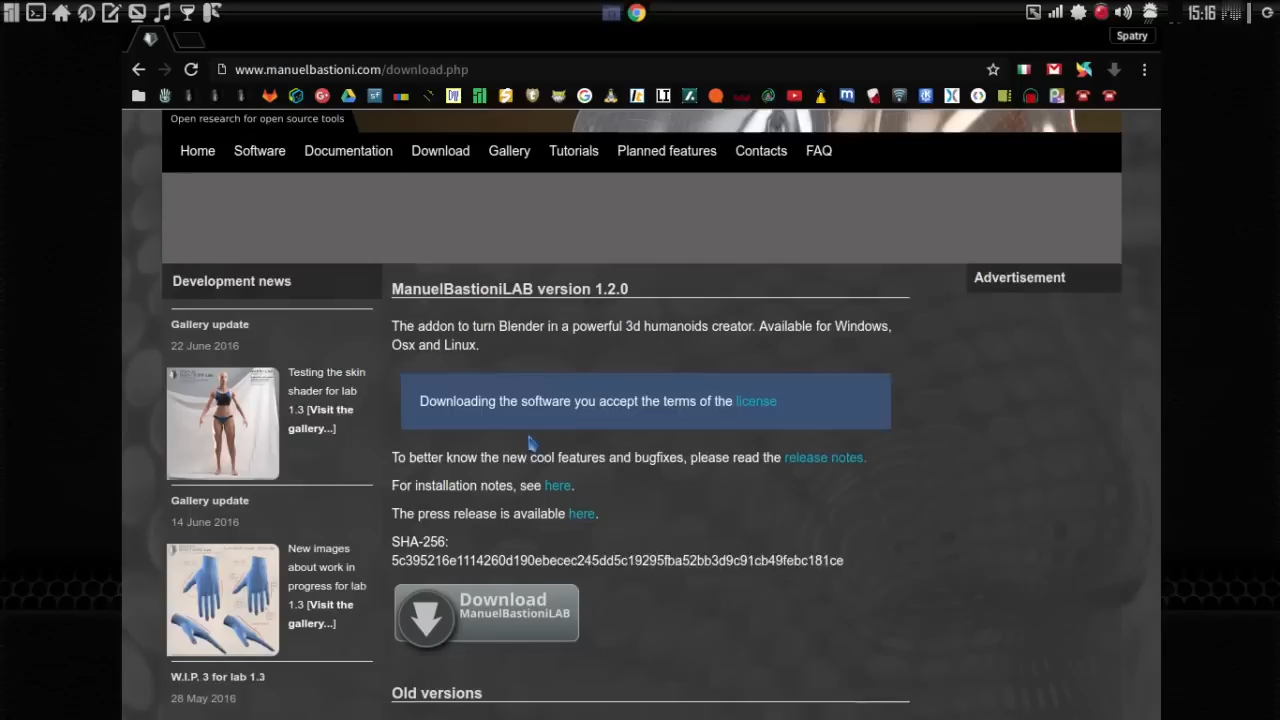 15:16
Spatry
www.manuelbastioni.com/download.php
Open research for open source tools
Home Software Documentation Download Gallery Tutorials Planned features Contacts FAQ
Development news
Gallery update
22 June 2016
Testing the skin
shader for lab
1.3 [Visit the
gallery...]
Gallery update
14 June 2016
New images
about work in
progress for lab
1.3 [Visit the
gallery...]
W.I.P. 3 for lab 1.3
28 May 2016
ManuelBastioniLAB version 1.2.0
The addon to turn Blender in a powerful 3d humanoids creator. Available for Windows,
Osx and Linux.
Downloading the software you accept the terms of the license
To better know the new cool features and bugfixes, please read the release notes.
For installation notes, see here.
The press release is available here.
SHA-256:
5c395216e1114260d190ebecec245dd5c19295fba52bb3d9c91cb49febc181ce
Download
ManuelBastioniLAB
Old versions
Advertisement